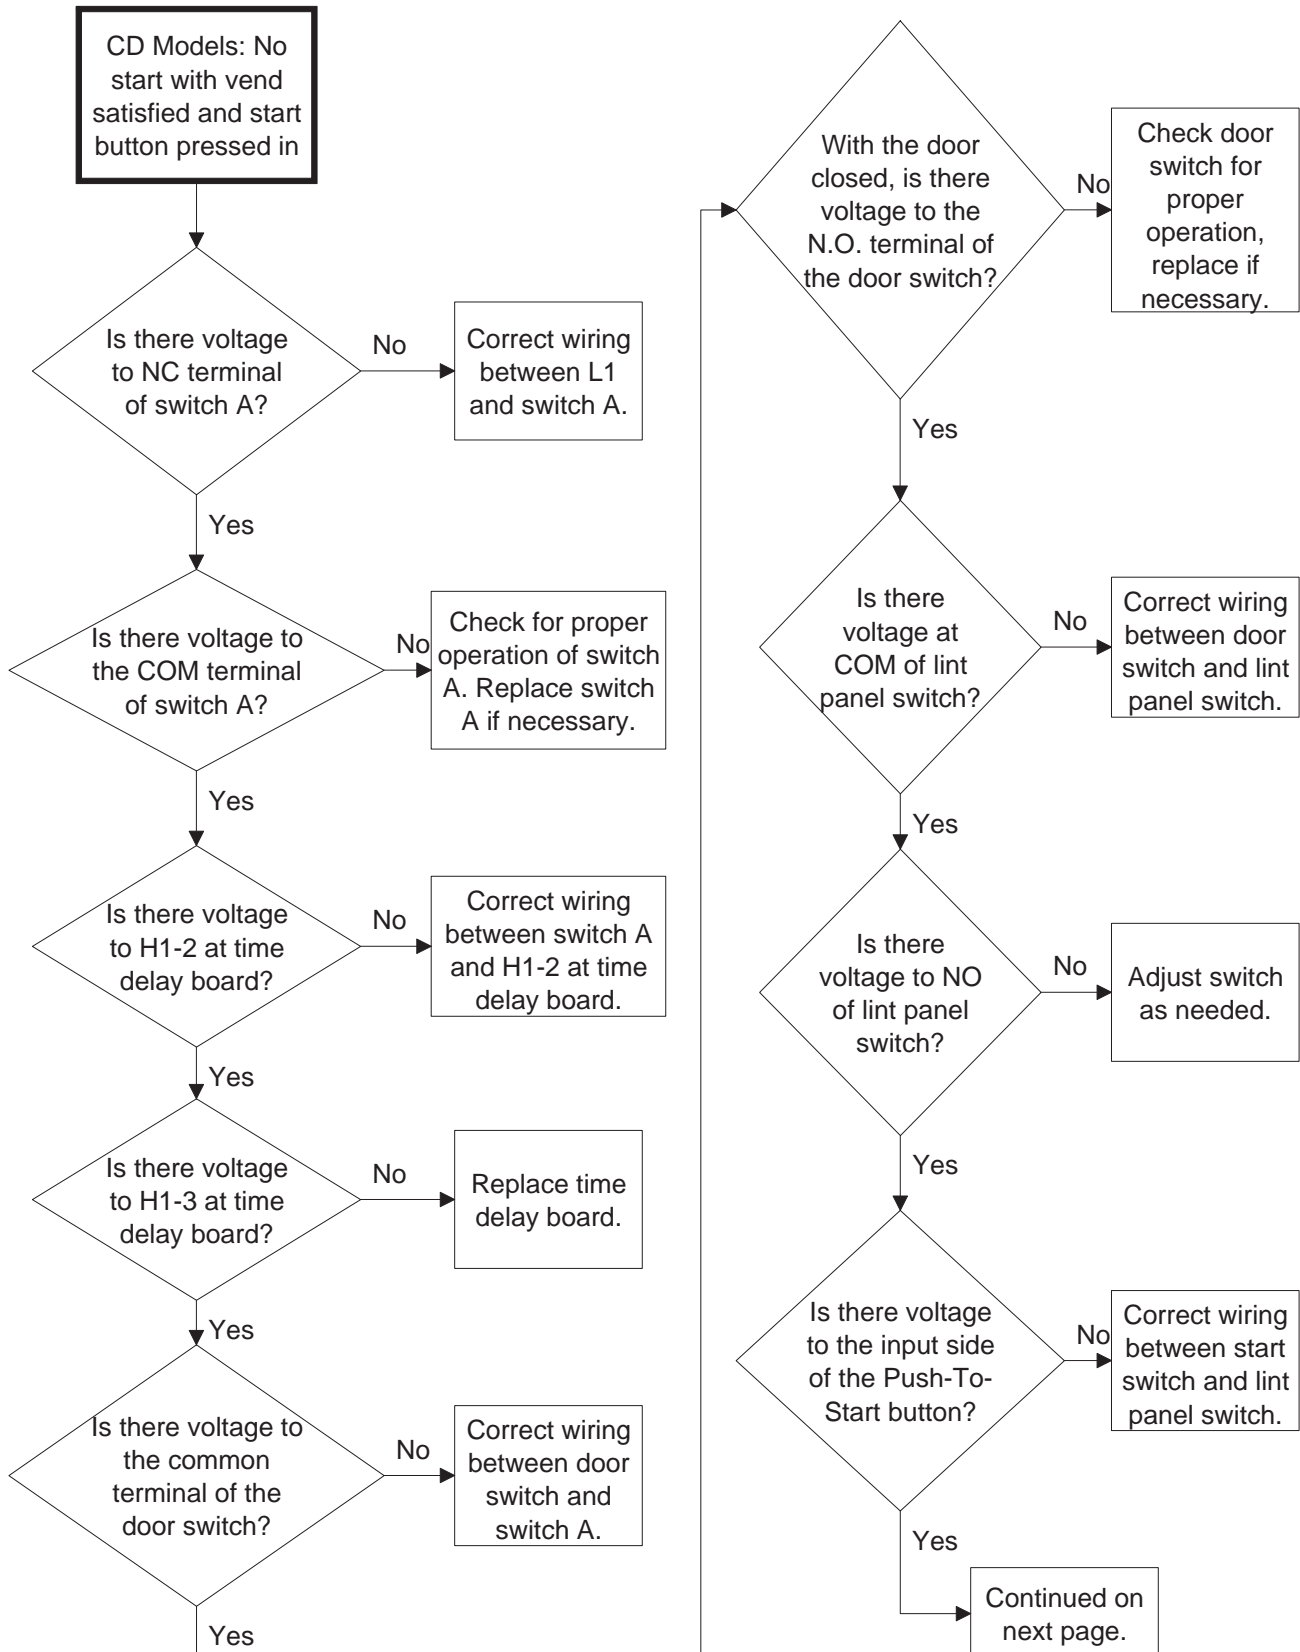 CD Models: No
start with vend
satisfied and start
button pressed in
Is there voltage
to NC terminal
of switch A?
No
Correct wiring
between L1
and switch A.
Yes
Is there voltage to
the COM terminal
of switch A?
No
Check for proper
operation of switch
A. Replace switch
A if necessary.
Yes
Is there voltage
to H1-2 at time
delay board?
No
Correct wiring
between switch A
and H1-2 at time
delay board.
Yes
Is there voltage
to H1-3 at time
delay board?
No
Replace time
delay board.
Yes
Is there voltage to
the common
terminal of the
door switch?
No
Correct wiring
between door
switch and
switch A.
Yes
With the door
closed, is there
voltage to the
N.O. terminal of
the door switch?
No
Check door
switch for
proper
operation,
replace if
necessary.
Yes
Is there
voltage at
COM of lint
panel switch?
No
Correct wiring
between door
switch and lint
panel switch.
Yes
Is there
voltage to NO
of lint panel
switch?
No
Adjust switch
as needed.
Yes
Is there voltage
to the input side
of the Push-To-
Start button?
No
Correct wiring
between start
switch and lint
panel switch.
Yes
Continued on
next page.